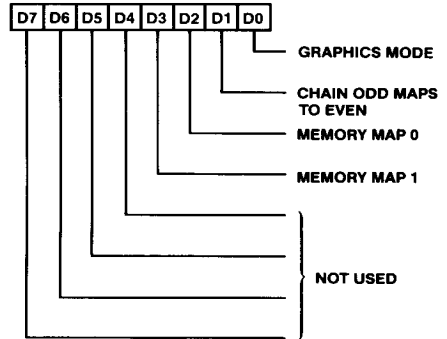 D7 D6 D5 D4 D3 D2 D1 D0
GRAPHICS MODE
CHAIN ODD MAPS
TO EVEN
MEMORY MAP 0
MEMORY MAP 1
NOT USED